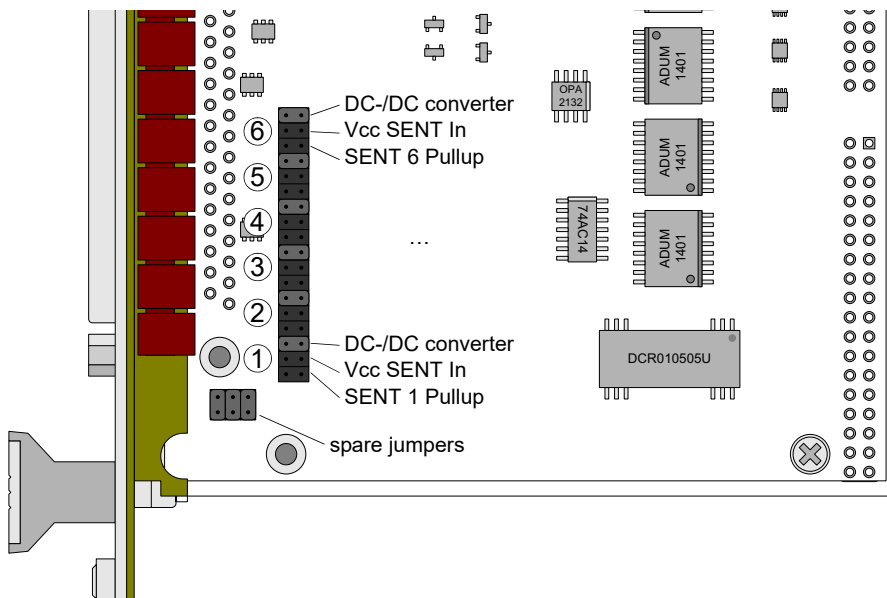 DC-/DC converter
Vcc SENT In
SENT 6 Pullup
6
5
4
3
2
1
...
DC-/DC converter
Vcc SENT In
SENT 1 Pullup
spare jumpers
OPA
2132
74AC14
ADUM
1401
ADUM
1401
ADUM
1401
DCR010505U